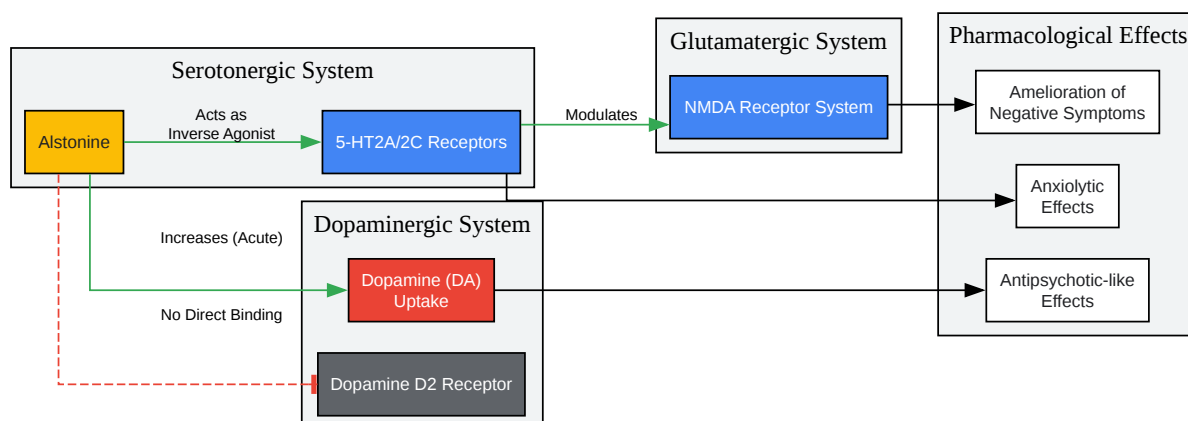 Serotonergic System
Alstonine
Acts as
Inverse Agonist
5-HT2A/2C Receptors
Modulates
Glutamatergic System
NMDA Receptor System
Pharmacological Effects
Amelioration of
Negative Symptoms
Anxiolytic
Effects
Antipsychotic-like
Effects
Increases (Acute)
No Direct Binding
Dopaminergic System
Dopamine (DA)
Uptake
Dopamine D2 Receptor